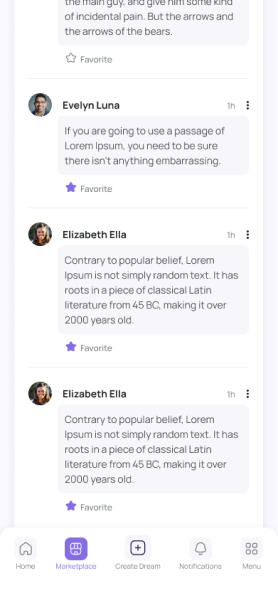 the main guy, and give him some kind
of incidental pain. But the arrows and
the arrows of the bears.
Favorite
Evelyn Luna 1h
If you are going to use a passage of
Lorem Ipsum, you need to be sure
there isn't anything embarrassing.
Favorite
Elizabeth Ella 1h
Contrary to popular belief, Lorem
Ipsum is not simply random text. It has
roots in a piece of classical Latin
literature from 45 BC, making it over
2000 years old.
Favorite
Elizabeth Ella 1h
Contrary to popular belief, Lorem
Ipsum is not simply random text. It has
roots in a piece of classical Latin
literature from 45 BC, making it over
2000 years old.
Favorite
Home Marketplace Create Dream Notifications Menu